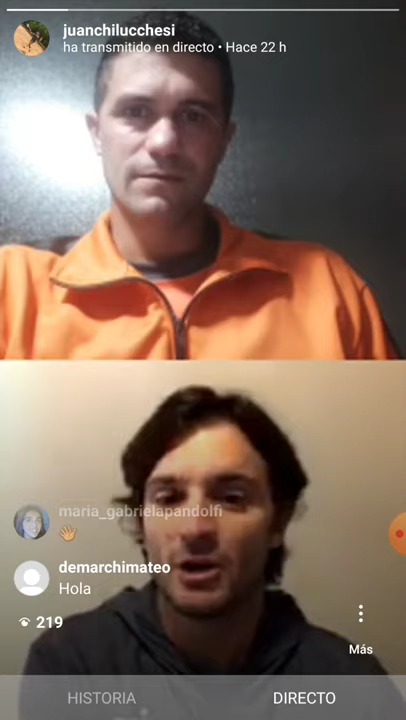 juanchilucchesi
ha transmitido en directo • Hace 22 h
maria_gabrielapandolfi
👋
demarchimateo
Hola
219
Más
HISTORIA
DIRECTO